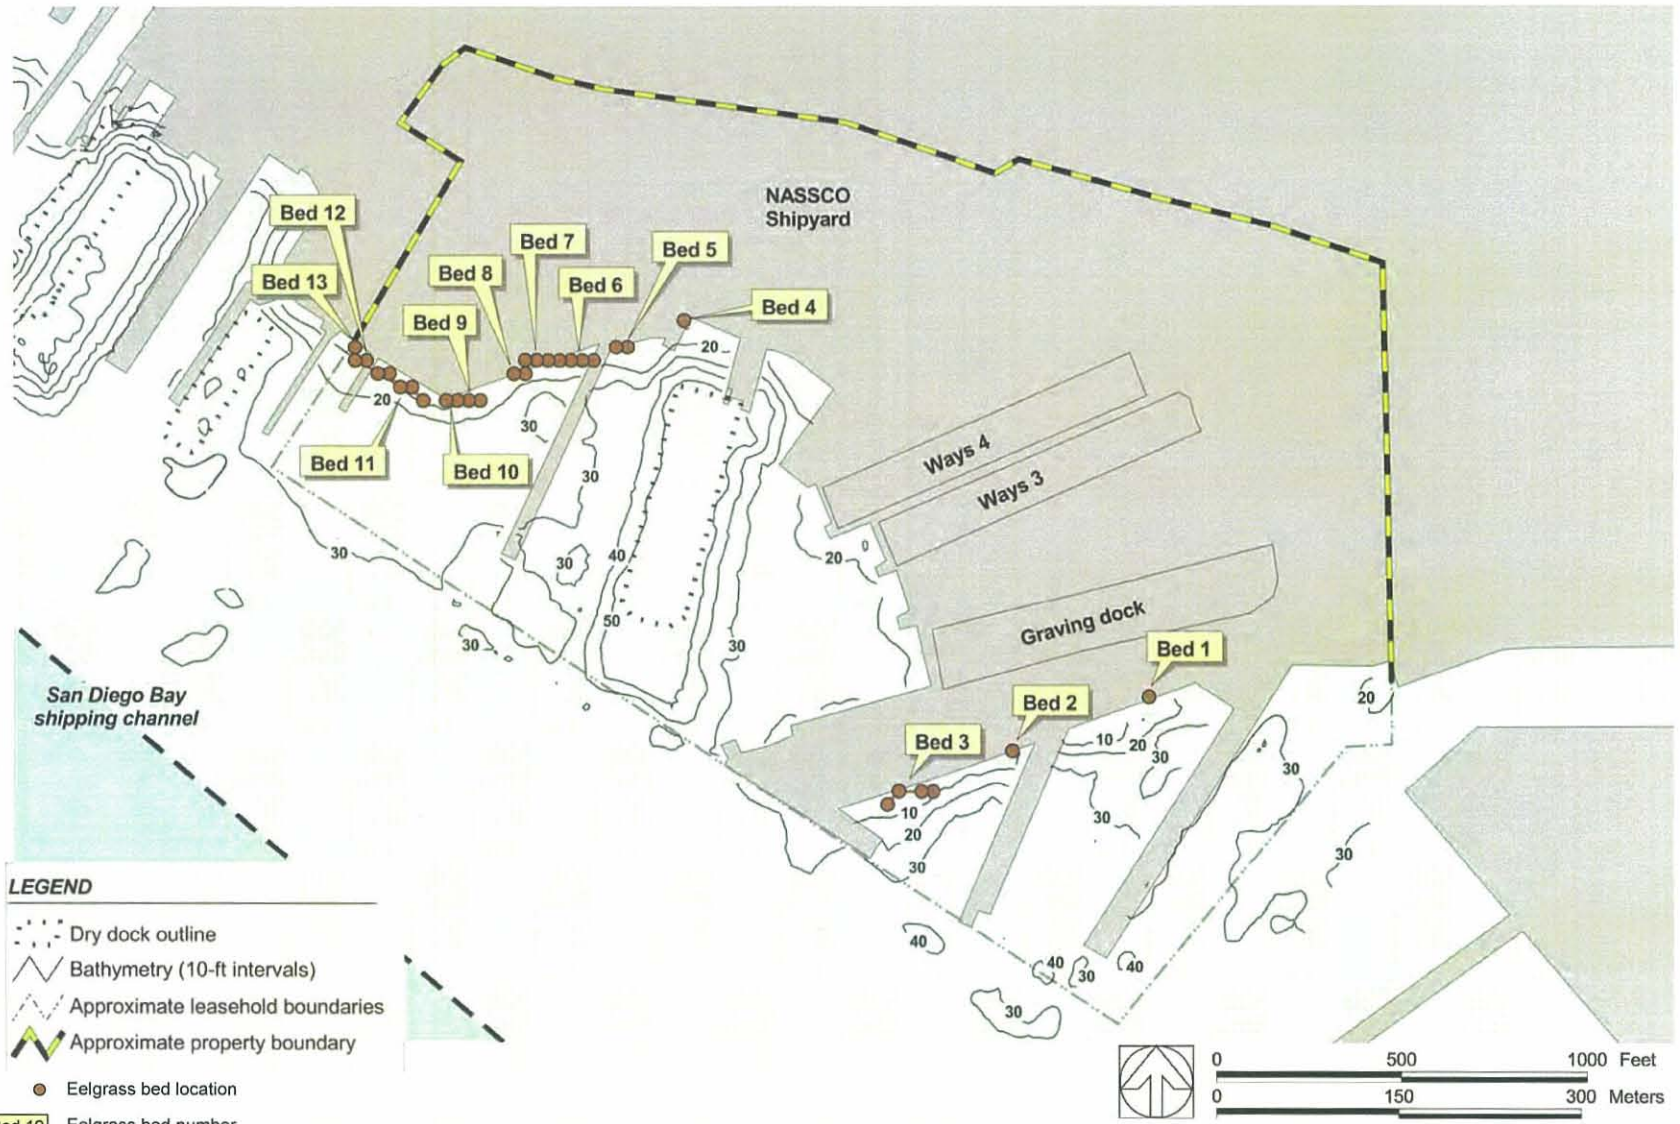 NASSCO
Shipyard
Bed 12
Bed 7
Bed 5
Bed 8
Bed 13
Bed 6
Bed 9
Bed 4
20
20
30
Ways 4
Bed 11
Bed 10
30
Ways 3
30
30
40
20
0
50
Graving dock
30
30
Bed 1
San Diego Bay
shipping channel
Bed 2
20
Bed 3
10
20
30
30
10
20
30
30
30
40
40
30
40
30
LEGEND
Dry dock outline
Bathymetry (10-ft intervals)
Approximate leasehold boundaries
Approximate property boundary
Eelgrass bed location
0 500 1000 Feet
0 150 300 Meters